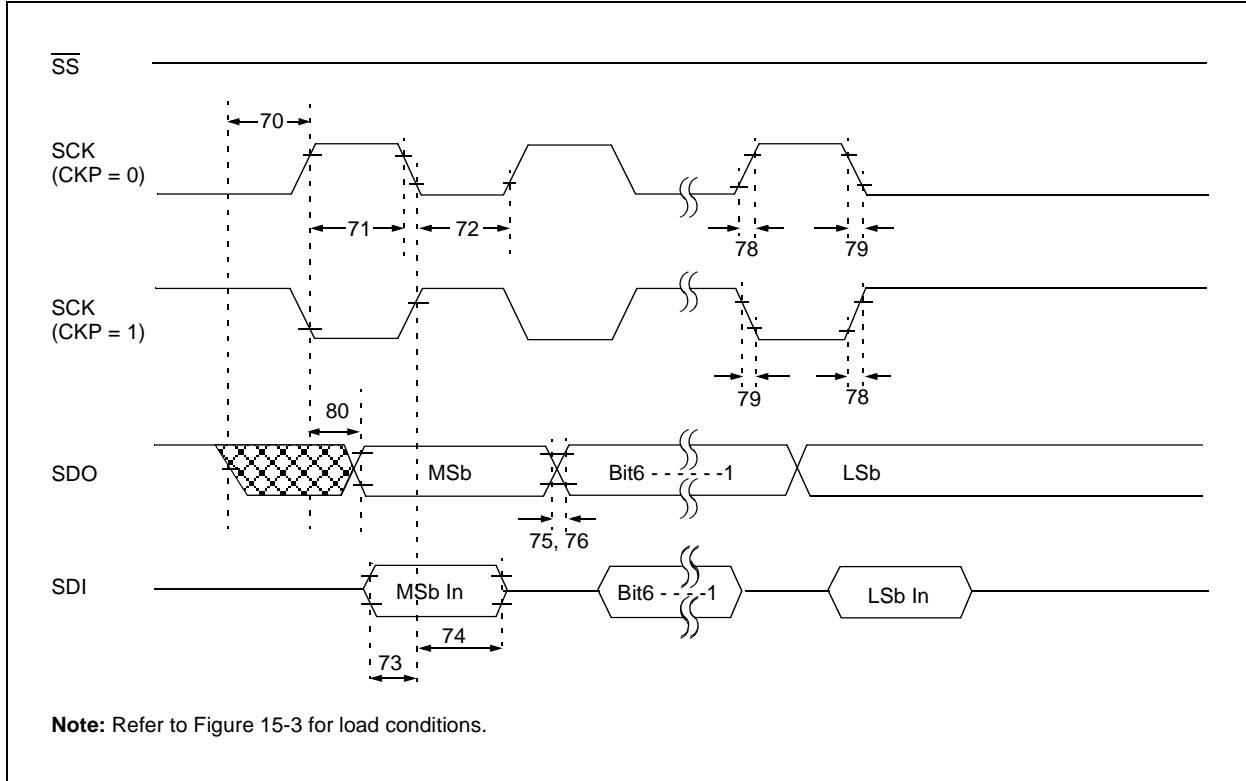 SS
70
SCK
(CKP = 0)
71
72
78
79
SCK
(CKP = 1)
79
78
80
SDO
MSb
Bit6 - - - - - -1
LSb
75, 76
SDI
MSb In
Bit6 - - - -1
LSb In
74
73
Note: Refer to Figure 15-3 for load conditions.